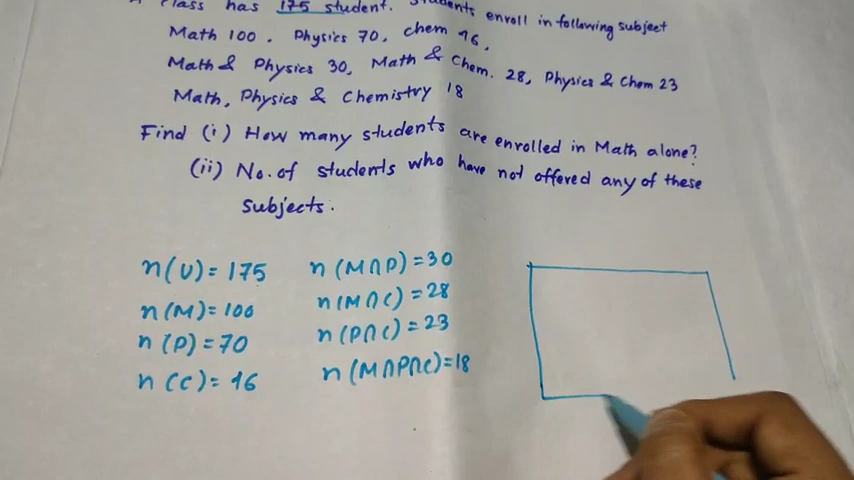 class has 175 student. Students enroll in following subject
Math 100, Physics 70, chem 16,
Math & Physics 30, Math & Chem. 28, Physics & Chem 23
Math, Physics & Chemistry 18
Find (i) How many students are enrolled in Math alone?
(ii) No. of students who have not offered any of these
subjects.
n(U)= 175
n(M)= 100
n(P)= 70
n(C)= 16
n(M∩P)=30
n(M∩C)=28
n(P∩C)=23
n(M∩P∩C)=18